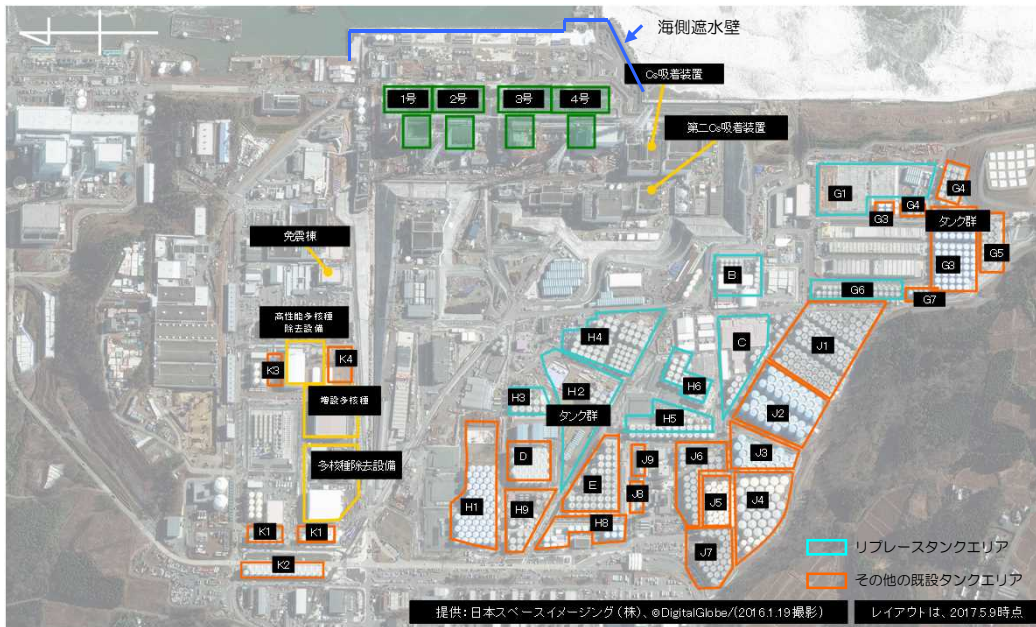 海側遮水壁
Cs吸着装置
1号
2号
3号
4号
第二Cs吸着装置
G1
G4
G4
G3
タンク群
免震棟
G3
G5
B
G6
G7
高性能多核種
除去設備
H4
C
J1
K3
K4
H6
H2
H3
増設多核種
タンク群
H5
J2
D
J9
J6
J3
多核種除去設備
E
J8
J5
J4
H1
H9
H8
K1
K1
J7
リプレースタンクエリア
K2
その他の既設タンクエリア
提供：日本スペースイメージング（株）、©DigitalGlobe/(2016.1.19撮影)
レイアウトは、2017.5.9時点